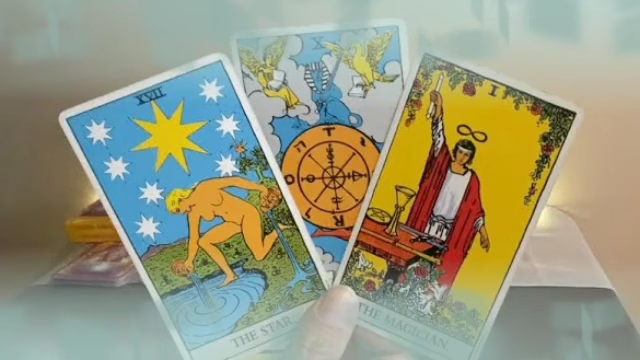 XVII
X
I
T
O
R
THE STAR.
THE MAGICIAN.